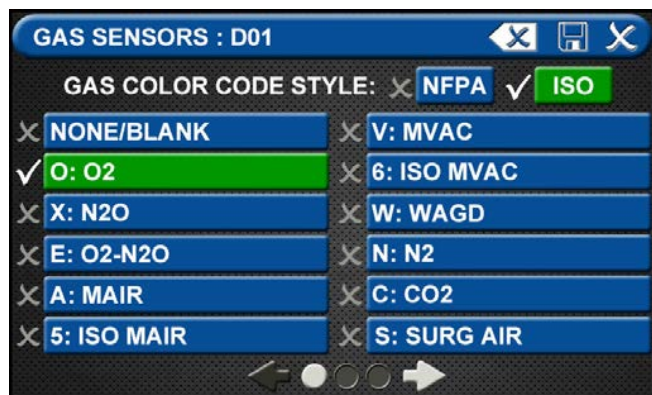 GAS SENSORS : D01
GAS COLOR CODE STYLE: NFPA ISO
NONE/BLANK
O: O2
X: N2O
E: O2-N2O
A: MAIR
5: ISO MAIR
V: MVAC
6: ISO MVAC
W: WAGD
N: N2
C: CO2
S: SURG AIR